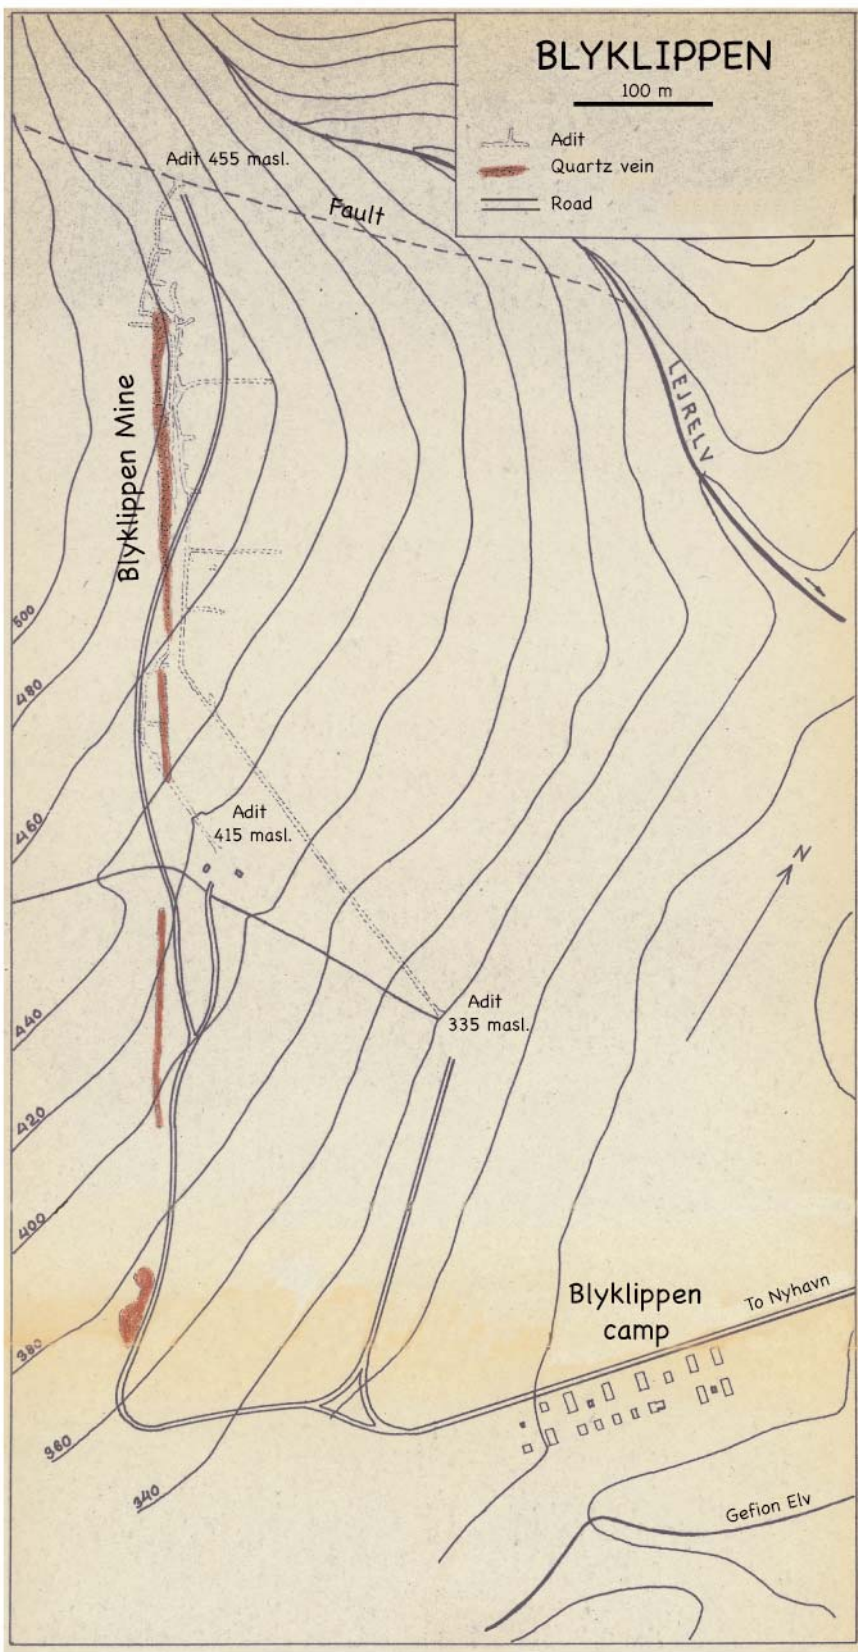 BLYKLIPPEN
100 m
Adit
Quartz vein
Road
Adit 455 masl.
Fault
LEJRELV
Blyklippen Mine
500
480
460
Adit
415 masl.
N
440
Adit
335 masl.
420
400
Blyklippen
camp
To Nyhavn
380
360
340
Gefion Elv